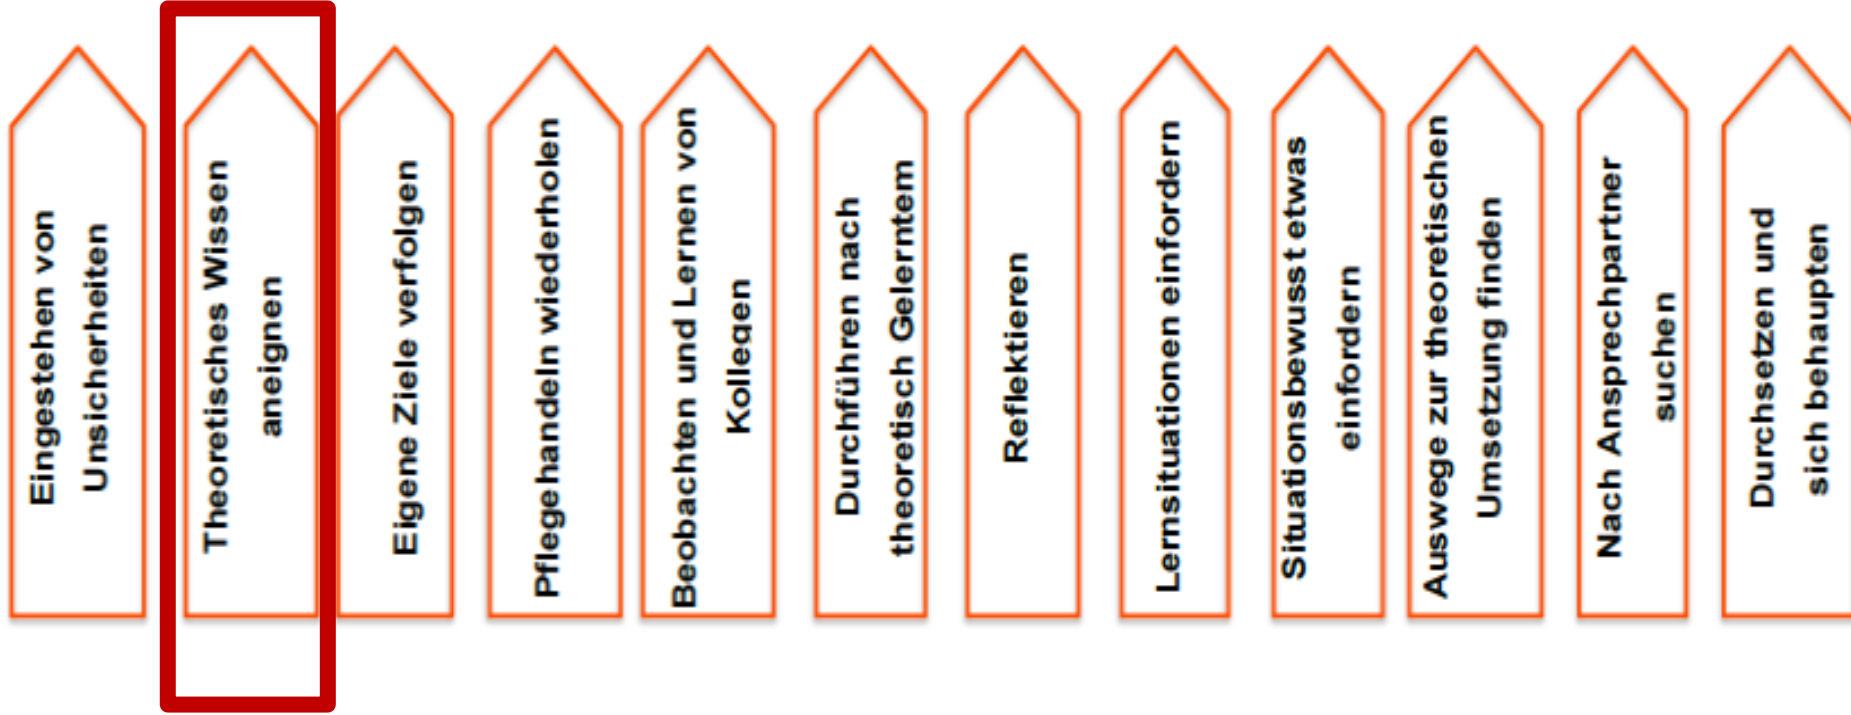 Eingestehen von
Unsicherheiten
Theoretisches Wissen
aneignen
Eigene Ziele verfolgen
Pflegehandeln wiederholen
Beobachten und Lernen von
Kollegen
Durchführen nach
theoretisch Gelerntem
Reflektieren
Lernsituationen einfordern
Situationsbewusst etwas
einfordern
Auswege zur theoretischen
Umsetzung finden
Nach Ansprechpartner
suchen
Durchsetzen und
sich behaupten